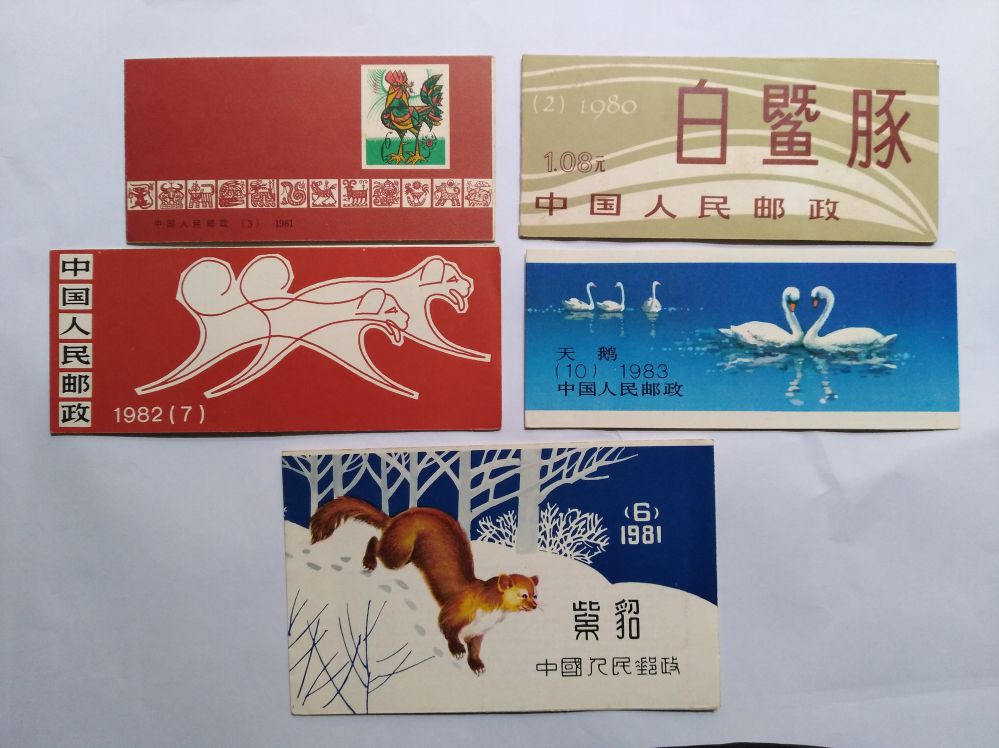 中国人民邮政 (3) 1981
(2) 1980
白暨豚
1.08元
中国人民邮政
中国人民邮政
1982(7)
天鹅
(10) 1983
中国人民邮政
(6)
1981
紫貂
中國人民郵政